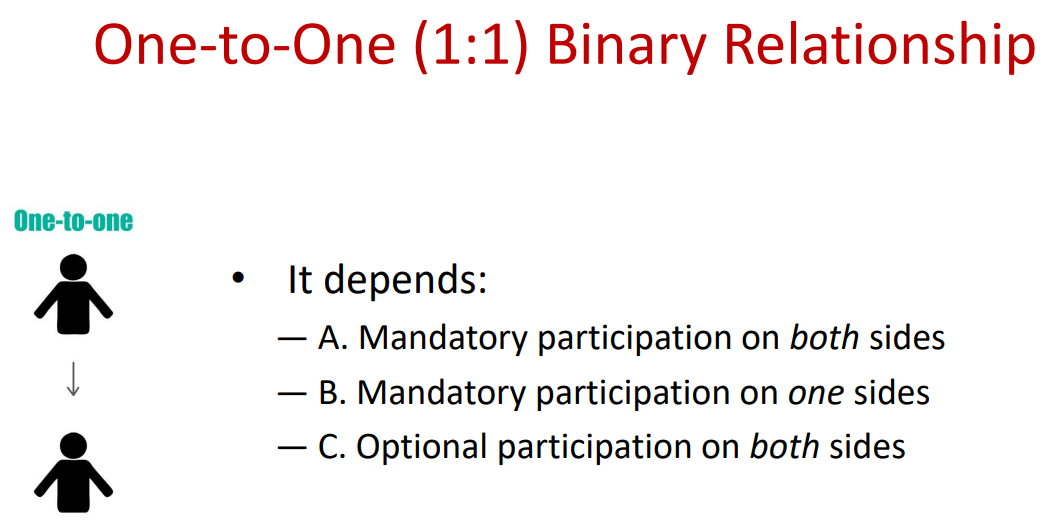 One-to-One (1:1) Binary Relationship
One-to-one
• It depends:
— A. Mandatory participation on both sides
— B. Mandatory participation on one sides
— C. Optional participation on both sides